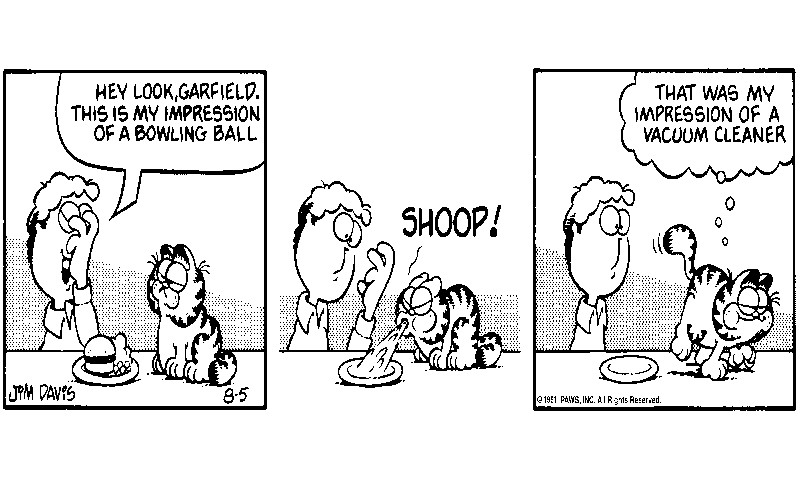 HEY LOOK, GARFIELD.
THIS IS MY IMPRESSION
OF A BOWLING BALL
JIM DAVIS
8-5
SHOOP!
THAT WAS MY
IMPRESSION OF A
VACUUM CLEANER
© 1981 PAWS, INC. All Rights Reserved.